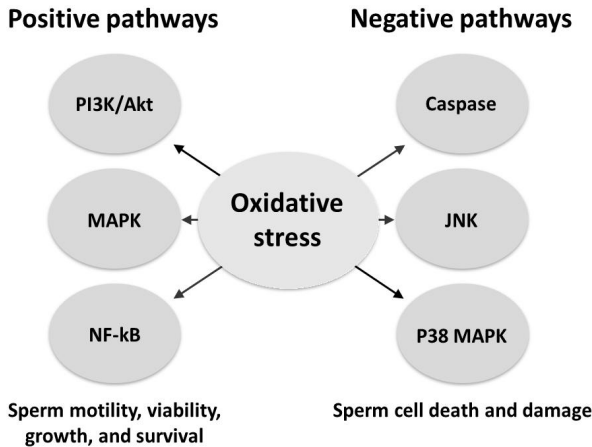 Positive pathways
Negative pathways
PI3K/Akt
Caspase
Oxidative
stress
MAPK
JNK
NF-kB
P38 MAPK
Sperm motility, viability,
growth, and survival
Sperm cell death and damage